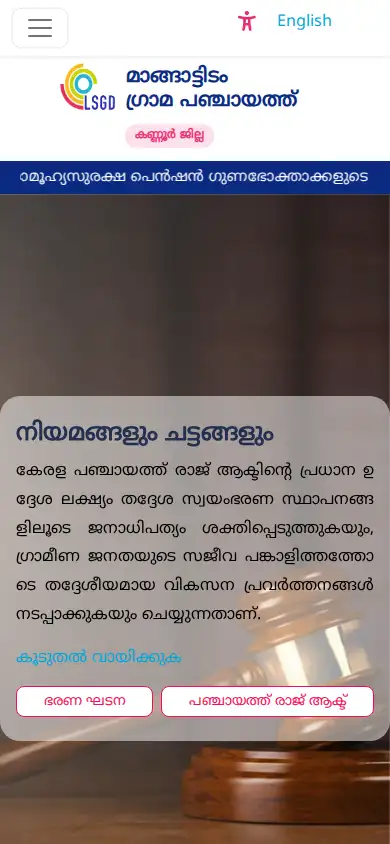 English
മാങ്ങാട്ടിടം
LSGD
ഗ്രാമ പഞ്ചായത്ത്
കണ്ണൂർ ജില്ല
ാമൂഹ്യസുരക്ഷ പെൻഷൻ ഗുണഭോക്താക്കളുടെ
നിയമങ്ങളും ചട്ടങ്ങളും
കേരള പഞ്ചായത്ത് രാജ് ആക്ടിന്റെ പ്രധാന ഉ
ദ്ദേശ ലക്ഷ്യം തദ്ദേശ സ്വയംഭരണ സ്ഥാപനങ്ങ
ളിലൂടെ ജനാധിപത്യം ശക്തിപ്പെടുത്തുകയും,
ഗ്രാമീണ ജനതയുടെ സജീവ പങ്കാളിത്തത്തോ
ടെ തദ്ദേശീയമായ വികസന പ്രവർത്തനങ്ങൾ
നടപ്പാക്കുകയും ചെയ്യുന്നതാണ്.
കൂടുതൽ വായിക്കുക
ഭരണ ഘടന
പഞ്ചായത്ത് രാജ് ആക്ട്